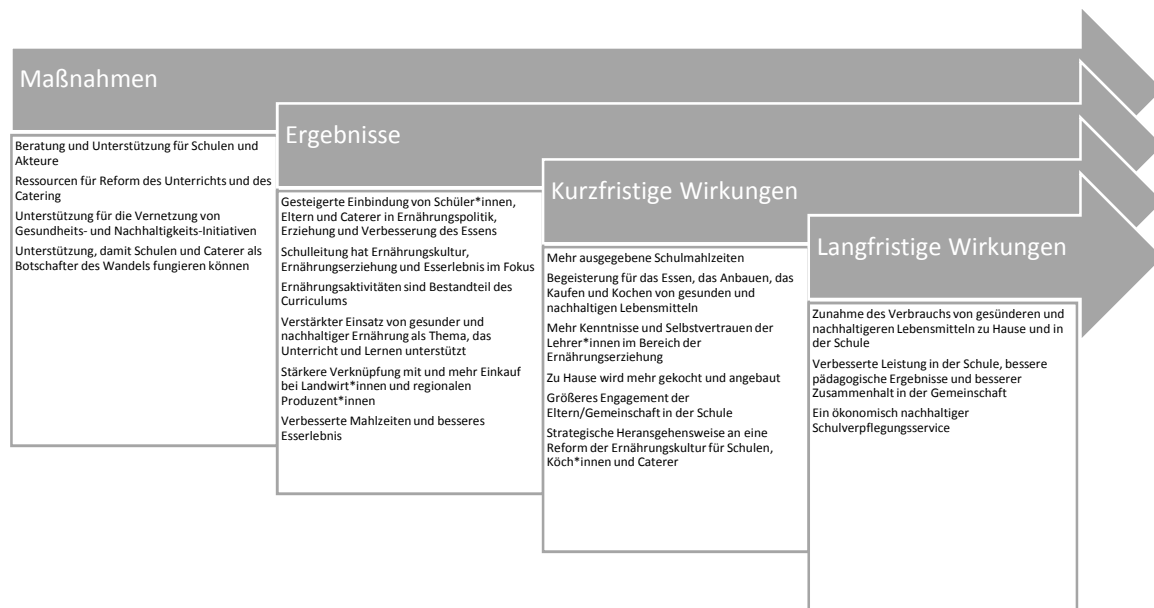 Maßnahmen
Beratung und Unterstützung für Schulen und
Akteure
Ressourcen für Reform des Unterrichts und des
Catering
Unterstützung für die Vernetzung von
Gesundheits- und Nachhaltigkeits-Initiativen
Unterstützung, damit Schulen und Caterer als
Botschafter des Wandels fungieren können
Ergebnisse
Gesteigerte Einbindung von Schüler*innen,
Eltern und Caterer in Ernährungspolitik,
Erziehung und Verbesserung des Essens
Schulleitung hat Ernährungskultur,
Ernährungserziehung und Esserlebnis im Fokus
Ernährungsaktivitäten sind Bestandteil des
Curriculums
Verstärkter Einsatz von gesunder und
nachhaltiger Ernährung als Thema, das
Unterricht und Lernen unterstützt
Stärkere Verknüpfung mit und mehr Einkauf
bei Landwirt*innen und regionalen
Produzent*innen
Verbesserte Mahlzeiten und besseres
Esserlebnis
Kurzfristige Wirkungen
Mehr ausgegebene Schulmahlzeiten
Begeisterung für das Essen, das Anbauen, das
Kaufen und Kochen von gesunden und
nachhaltigen Lebensmitteln
Mehr Kenntnisse und Selbstvertrauen der
Lehrer*innen im Bereich der
Ernährungserziehung
Zu Hause wird mehr gekocht und angebaut
Größeres Engagement der
Eltern/Gemeinschaft in der Schule
Strategische Heransgehensweise an eine
Reform der Ernährungskultur für Schulen,
Köch*innen und Caterer
Langfristige Wirkungen
Zunahme des Verbrauchs von gesünderen und
nachhaltigeren Lebensmitteln zu Hause und in
der Schule
Verbesserte Leistung in der Schule, bessere
pädagogische Ergebnisse und besserer
Zusammenhalt in der Gemeinschaft
Ein ökonomisch nachhaltiger
Schulverpflegungsservice